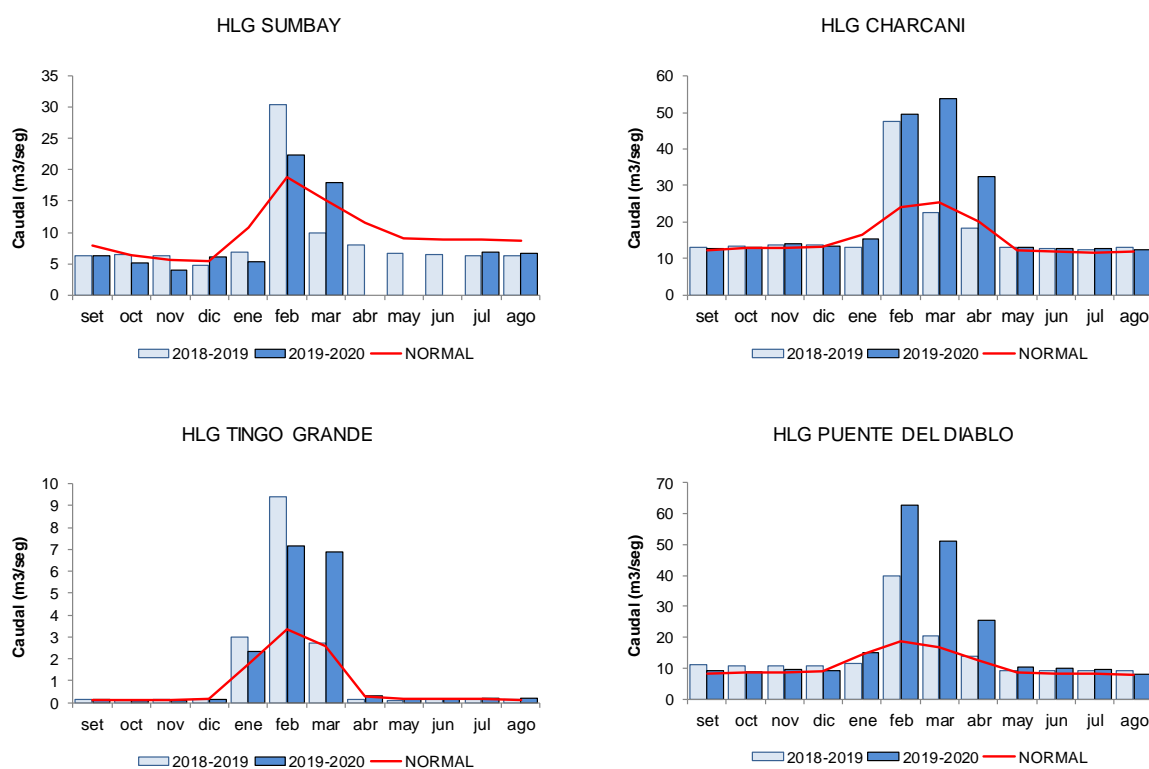 HLG SUMBAY
Caudal (m3/seg)
35
30
25
20
15
10
5
0
set oct nov dic ene feb mar abr may jun jul ago
2018-2019 2019-2020 NORMAL
HLG CHARCANI
Caudal (m3/seg)
60
50
40
30
20
10
0
set oct nov dic ene feb mar abr may jun jul ago
2018-2019 2019-2020 NORMAL
HLG TINGO GRANDE
Caudal (m3/seg)
10
9
8
7
6
5
4
3
2
1
0
set oct nov dic ene feb mar abr may jun jul ago
2018-2019 2019-2020 NORMAL
HLG PUENTE DEL DIABLO
Caudal (m3/seg)
70
60
50
40
30
20
10
0
set oct nov dic ene feb mar abr may jun jul ago
2018-2019 2019-2020 NORMAL